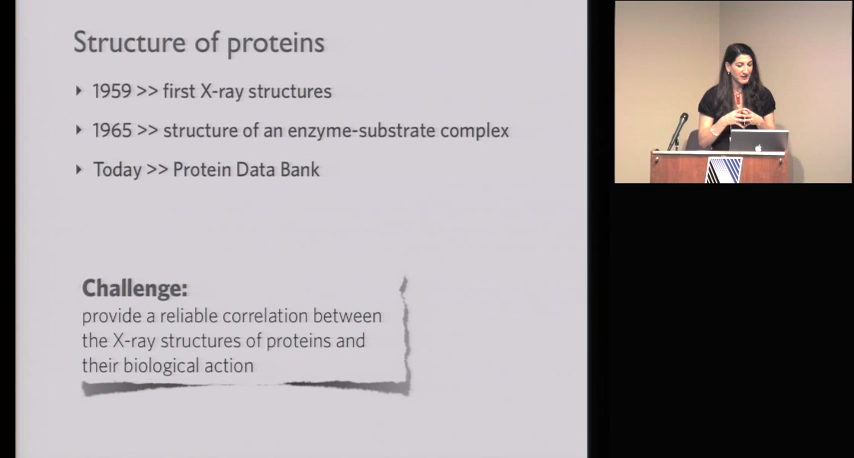 Structure of proteins
1959 >> first X-ray structures
1965 >> structure of an enzyme-substrate complex
Today >> Protein Data Bank
Challenge:
provide a reliable correlation between
the X-ray structures of proteins and
their biological action